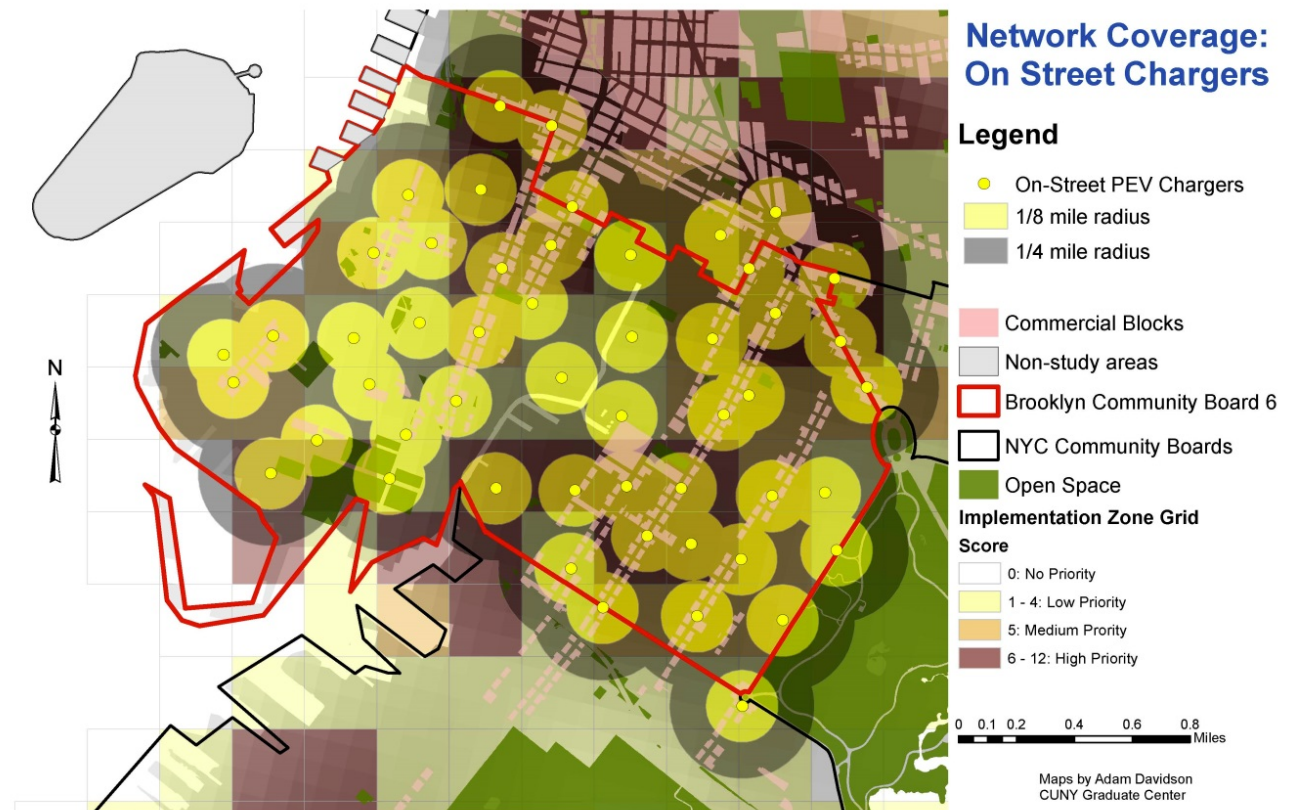 Network Coverage:
On Street Chargers
Legend
On-Street PEV Chargers
1/8 mile radius
1/4 mile radius
Commercial Blocks
Non-study areas
Brooklyn Community Board 6
NYC Community Boards
Open Space
Implementation Zone Grid
Score
0: No Priority
1 - 4: Low Priority
5: Medium Prority
6 - 12: High Priority
N
0 0.1 0.2 0.4 0.6 0.8
Miles
Maps by Adam Davidson
CUNY Graduate Center